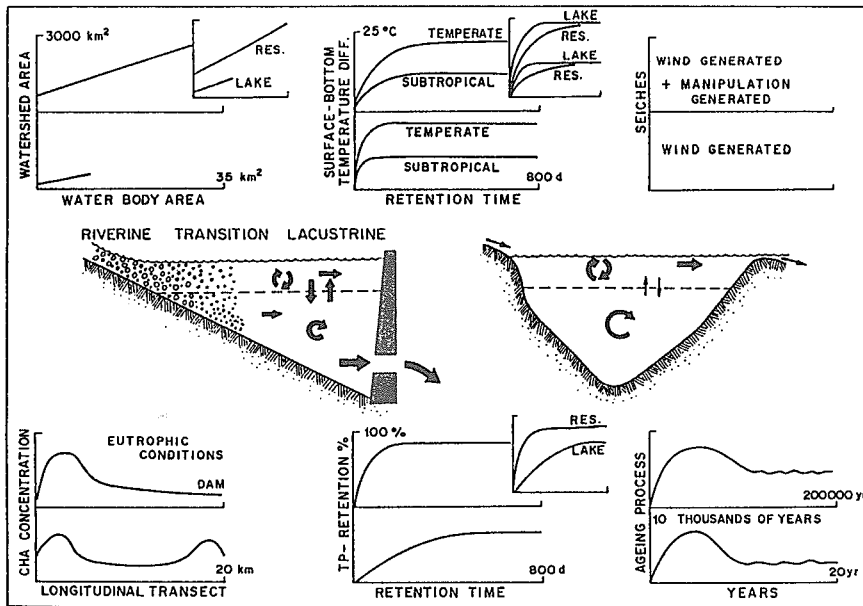 WATERSHED AREA
3000 km²
RES.
LAKE
35 km²
WATER BODY AREA
SURFACE-BOTTOM
TEMPERATURE DIFF.
25 °C
TEMPERATE
SUBTROPICAL
TEMPERATE
SUBTROPICAL
LAKE
RES.
LAKE
RES.
800 d
RETENTION TIME
SEICHES
WIND GENERATED
+ MANIPULATION
GENERATED
WIND GENERATED
RIVERINE TRANSITION LACUSTRINE
CHA CONCENTRATION
EUTROPHIC
CONDITIONS
DAM
20 km
LONGITUDINAL TRANSECT
TP-RETENTION %
100 %
RES.
LAKE
800 d
RETENTION TIME
AGEING PROCESS
200000 yr
10 THOUSANDS OF YEARS
20 yr
YEARS